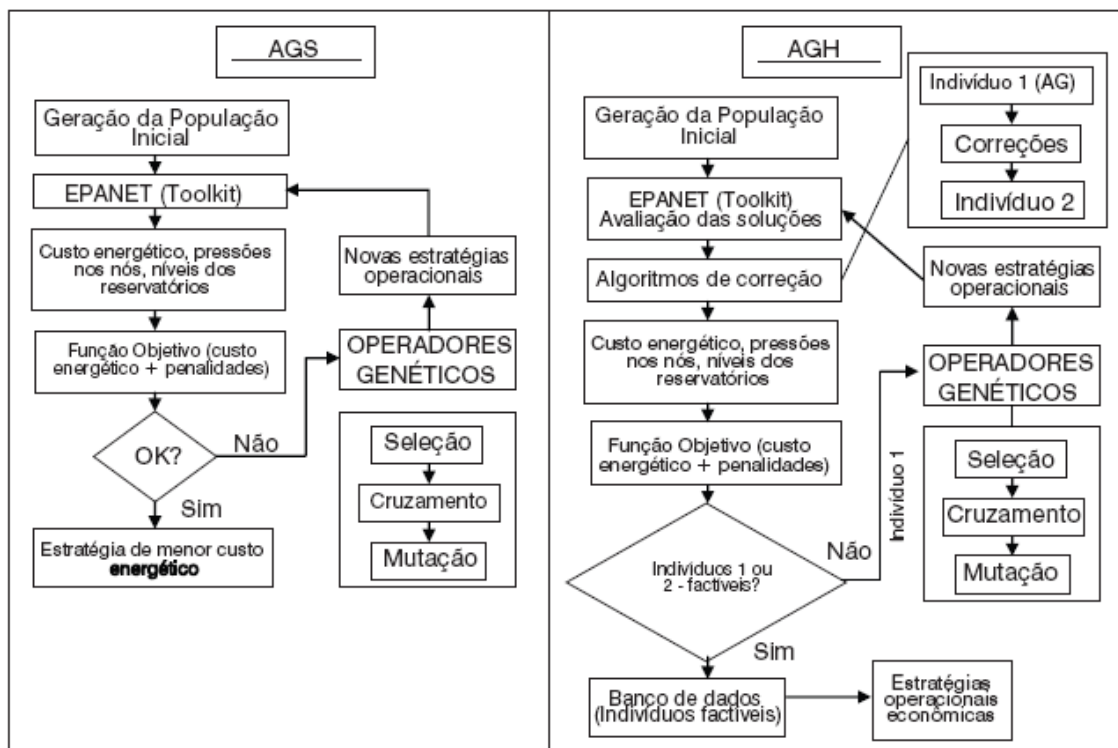 AGS
Geração da População
Inicial
EPANET (Toolkit)
Custo energético, pressões
nos nós, níveis dos
reservatórios
Função Objetivo (custo
energético + penalidades)
OK?
Não
Sim
Estratégia de menor custo
energético
Novas estratégias
operacionais
OPERADORES
GENÉTICOS
Seleção
Cruzamento
Mutação
AGH
Geração da População
Inicial
EPANET (Toolkit)
Avaliação das soluções
Algoritmos de correção
Custo energético, pressões
nos nós, níveis dos
reservatórios
Função Objetivo (custo
energético + penalidades)
Indivíduos 1 ou
2 - factíveis?
Não
Sim
Indivíduo 1
Banco de dados
(Indivíduos factíveis)
Estratégias
operacionais
econômicas
Indivíduo 1 (AG)
Correções
Indivíduo 2
Novas estratégias
operacionais
OPERADORES
GENÉTICOS
Seleção
Cruzamento
Mutação